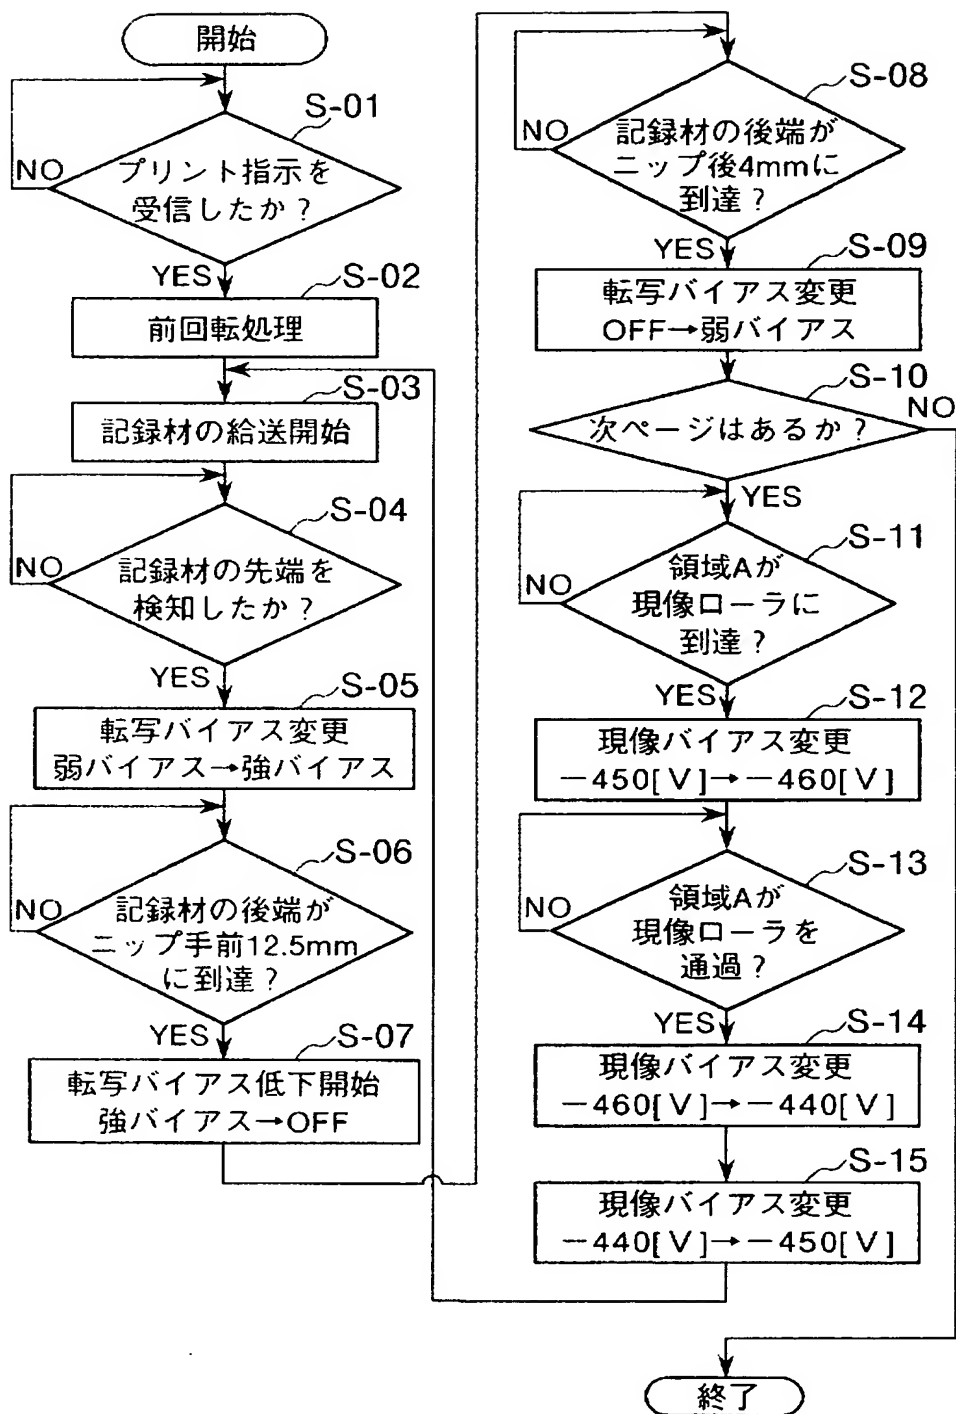 開始
S-01
プリント指示を
受信したか?
NO
YES
S-02
前回転処理
S-03
記録材の給送開始
S-04
記録材の先端を
検知したか?
NO
YES
S-05
転写バイアス変更
弱バイアス→強バイアス
S-06
記録材の後端が
ニップ手前12.5mm
に到達?
NO
YES
S-07
転写バイアス低下開始
強バイアス→OFF
S-08
記録材の後端が
ニップ後4mmに
到達?
NO
YES
S-09
転写バイアス変更
OFF→弱バイアス
S-10
次ページはあるか?
NO
YES
S-11
領域Aが
現像ローラに
到達?
NO
YES
S-12
現像バイアス変更
−450[V]→−460[V]
S-13
領域Aが
現像ローラを
通過?
NO
YES
S-14
現像バイアス変更
−460[V]→−440[V]
S-15
現像バイアス変更
−440[V]→−450[V]
終了